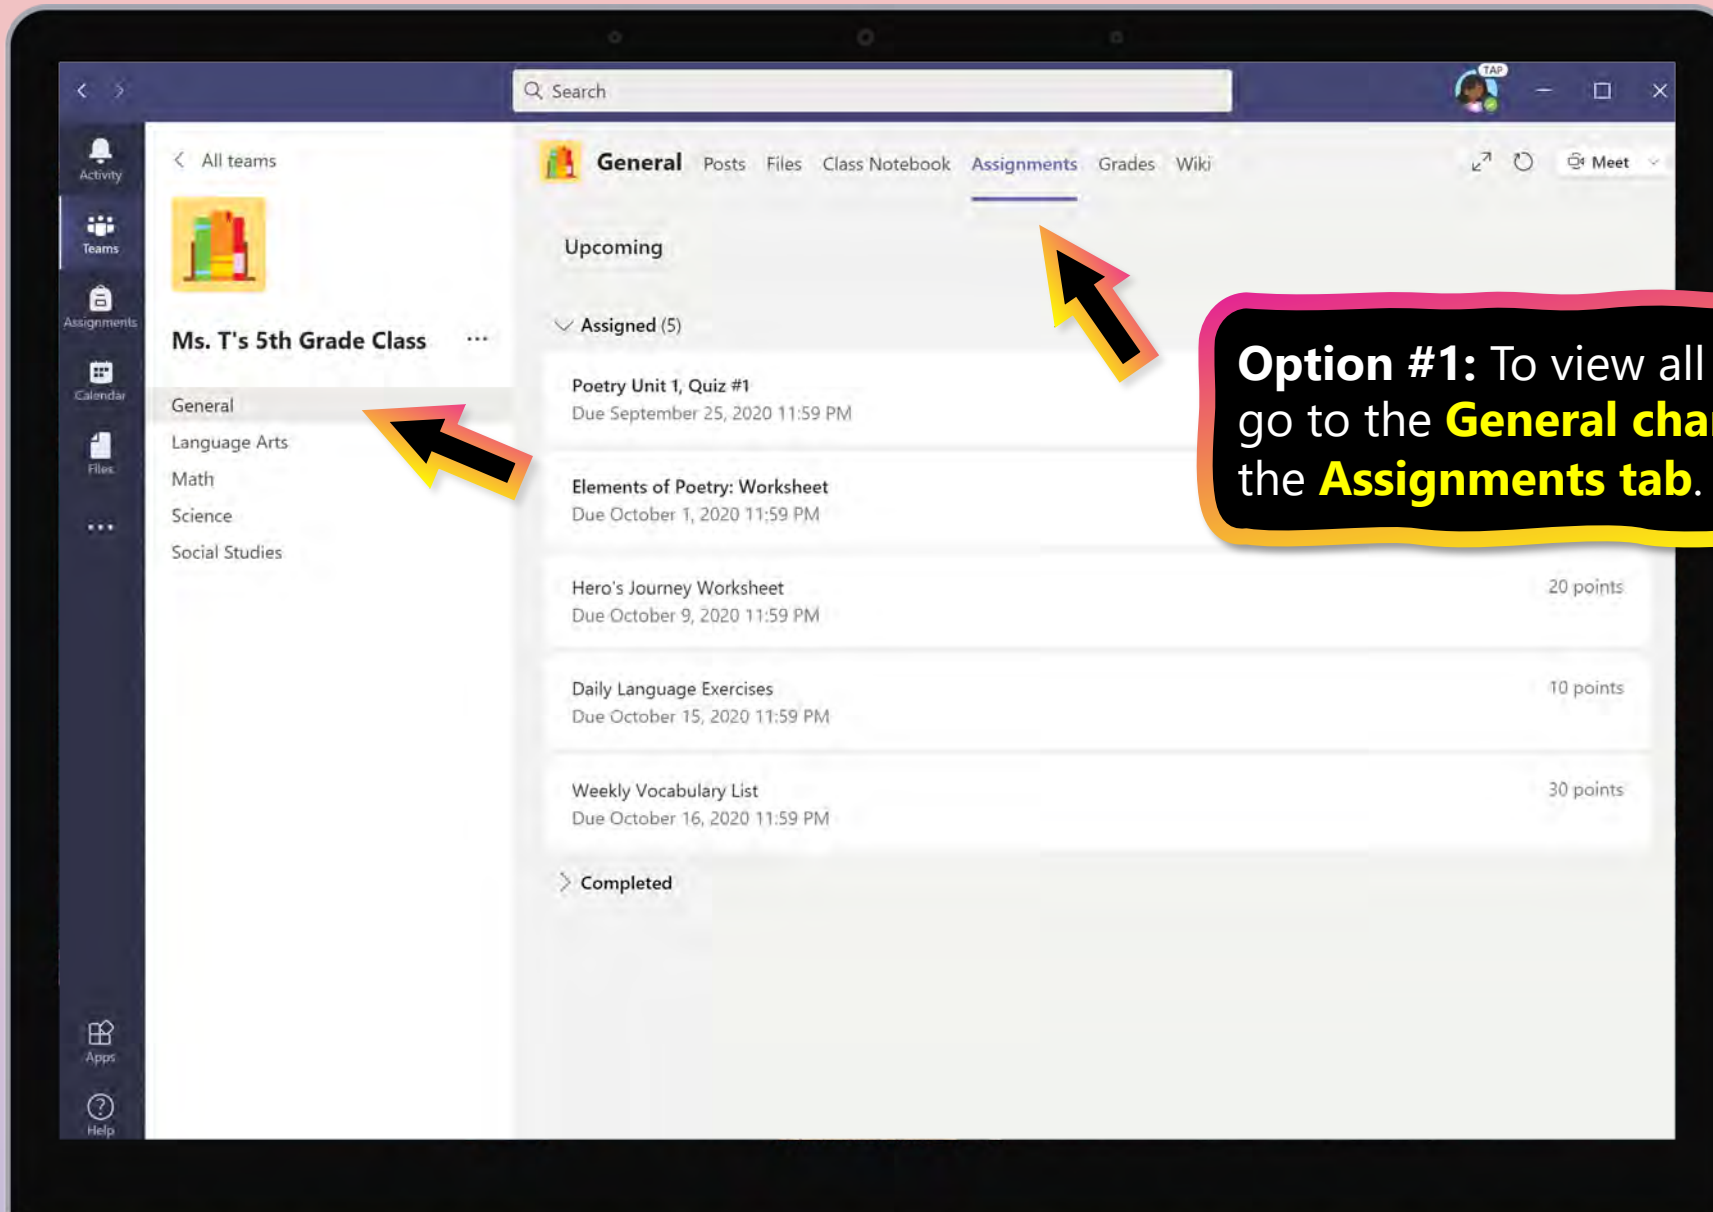 Search
TAP
Activity
Teams
Assignments
Calendar
Files
Apps
Help
All teams
Ms. T's 5th Grade Class
General
Language Arts
Math
Science
Social Studies
General Posts Files Class Notebook Assignments Grades Wiki
Meet
Upcoming
Assigned (5)
Poetry Unit 1, Quiz #1
Due September 25, 2020 11:59 PM
Elements of Poetry: Worksheet
Due October 1, 2020 11:59 PM
Hero's Journey Worksheet
Due October 9, 2020 11:59 PM
20 points
Daily Language Exercises
Due October 15, 2020 11:59 PM
10 points
Weekly Vocabulary List
Due October 16, 2020 11:59 PM
30 points
Completed
Option #1: To view all
go to the General
the Assignments tab.